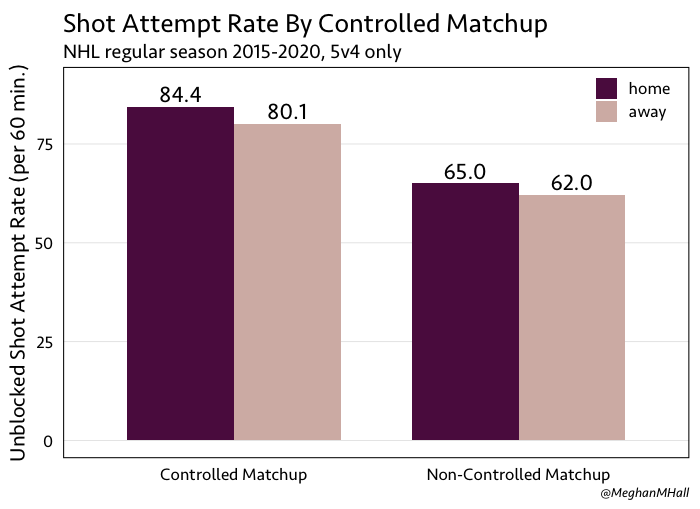 Shot Attempt Rate By Controlled Matchup
NHL regular season 2015-2020, 5v4 only
Unblocked Shot Attempt Rate (per 60 min.)
75
50
25
0
84.4
80.1
65.0
62.0
home
away
Controlled Matchup
Non-Controlled Matchup
@MeghanMHall